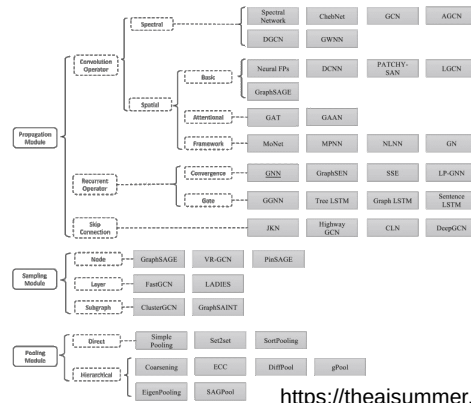 Spectral Network ChebNet GCN AGCN
Spectral
DGCN GWNN
Convolution Operator
Neural FPs DCNN PATCHY-SAN LGCN
Basic
GraphSAGE
Spatial
Attentional GAT GAAN
Framework MoNet MPNN NLNN GN
Propagation Module
Convergence GNN GraphSEN SSE LP-GNN
Recurrent Operator
Gate GGNN Tree LSTM Graph LSTM Sentence LSTM
Skip Connection JKN Highway GCN CLN DeepGCN
Node GraphSAGE VR-GCN PinSAGE
Sampling Module
Layer FastGCN LADIES
Subgraph ClusterGCN GraphSAINT
Direct Simple Pooling Set2set SortPooling
Pooling Module
Coarsening ECC DiffPool gPool
Hierarchical
EigenPooling SAGPool
https://theaisummer.